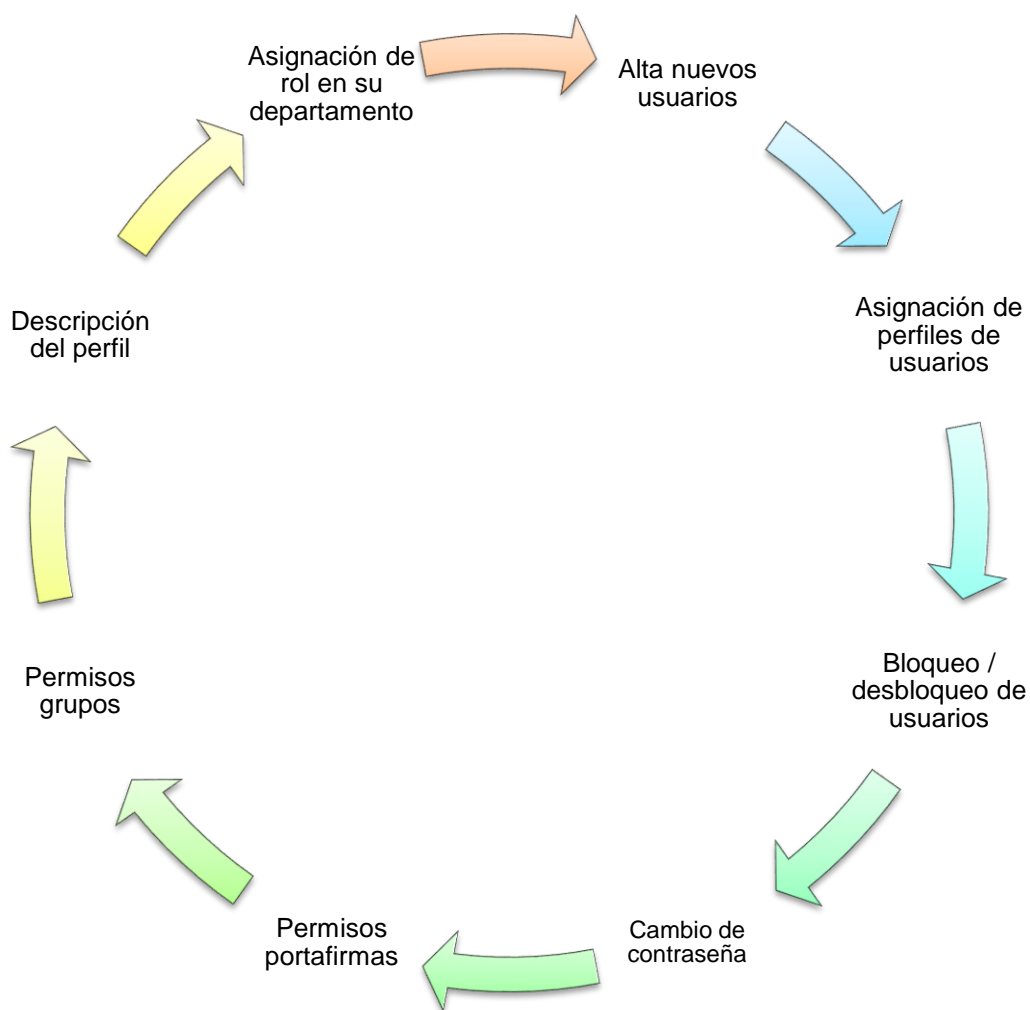 Asignación de
rol en su
departamento
Alta nuevos
usuarios
Asignación de
perfiles de
usuarios
Bloqueo /
desbloqueo de
usuarios
Cambio de
contraseña
Permisos
portafirmas
Permisos
grupos
Descripción
del perfil